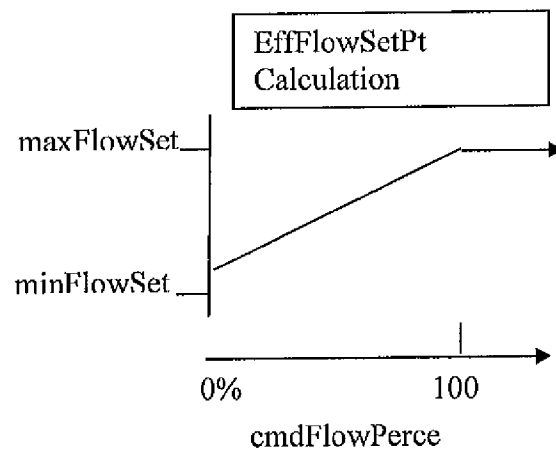 EffFlowSetPt
Calculation
maxFlowSet
minFlowSet
0%
100
cmdFlowPerce